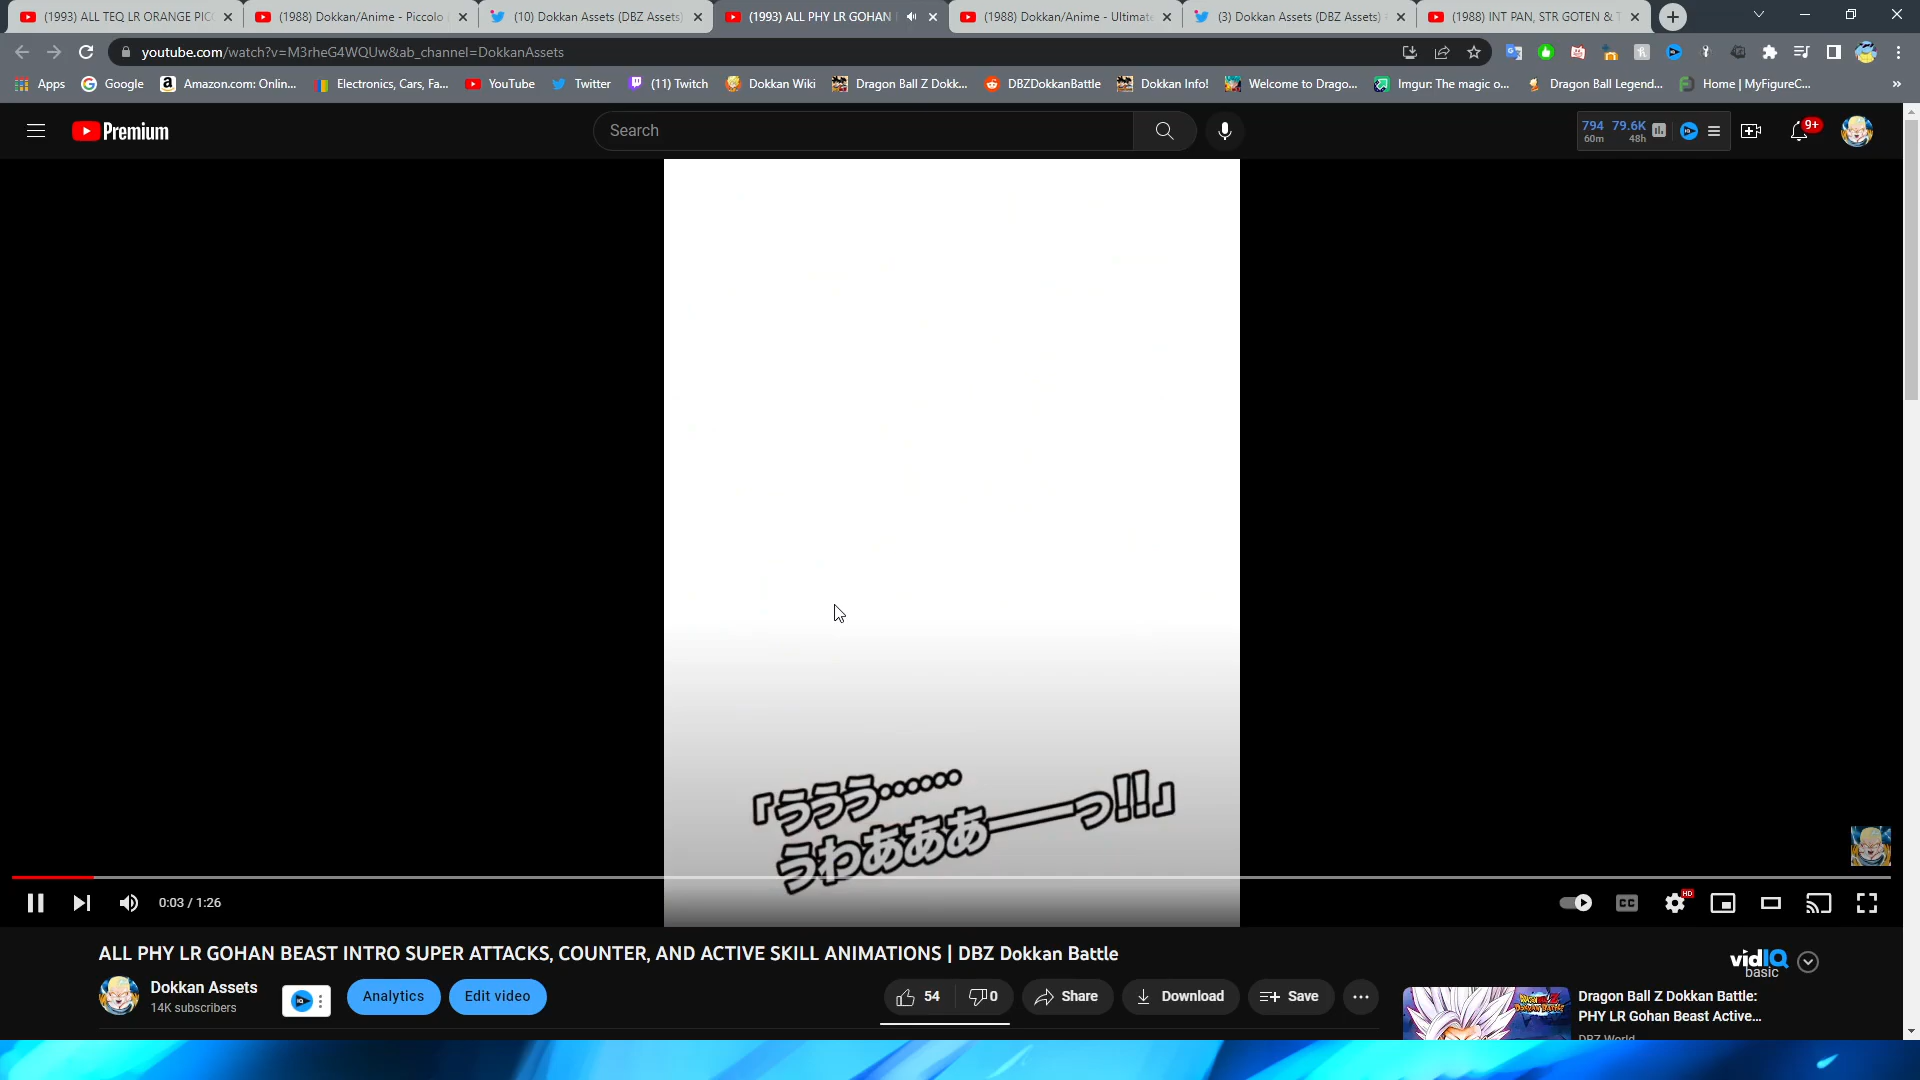 (1993) ALL TEQ LR ORANGE PIC
(1988) Dokkan/Anime - Piccolo
(10) Dokkan Assets (DBZ Assets)
(1993) ALL PHY LR GOHAN
(1988) Dokkan/Anime - Ultimate
(3) Dokkan Assets (DBZ Assets)
(1988) INT PAN, STR GOTEN & T
youtube.com/watch?v=M3rheG4WQUw&ab_channel=DokkanAssets
Apps
Google
Amazon.com: Onlin...
Electronics, Cars, Fa...
YouTube
Twitter
(11) Twitch
Dokkan Wiki
Dragon Ball Z Dokk...
DBZDokkanBattle
Dokkan Info!
Welcome to Drago...
Imgur: The magic o...
Dragon Ball Legend...
Home | MyFigureC...
»
Premium
Search
794 79.6K
60m 48h
9+
「ううう……
うわあああーーっ!!」
0:03 / 1:26
CC
HD
ALL PHY LR GOHAN BEAST INTRO SUPER ATTACKS, COUNTER, AND ACTIVE SKILL ANIMATIONS | DBZ Dokkan Battle
vidIQ
basic
Dokkan Assets
14K subscribers
Analytics
Edit video
54
0
Share
Download
Save
Dragon Ball Z Dokkan Battle:
PHY LR Gohan Beast Active...
DBZ World